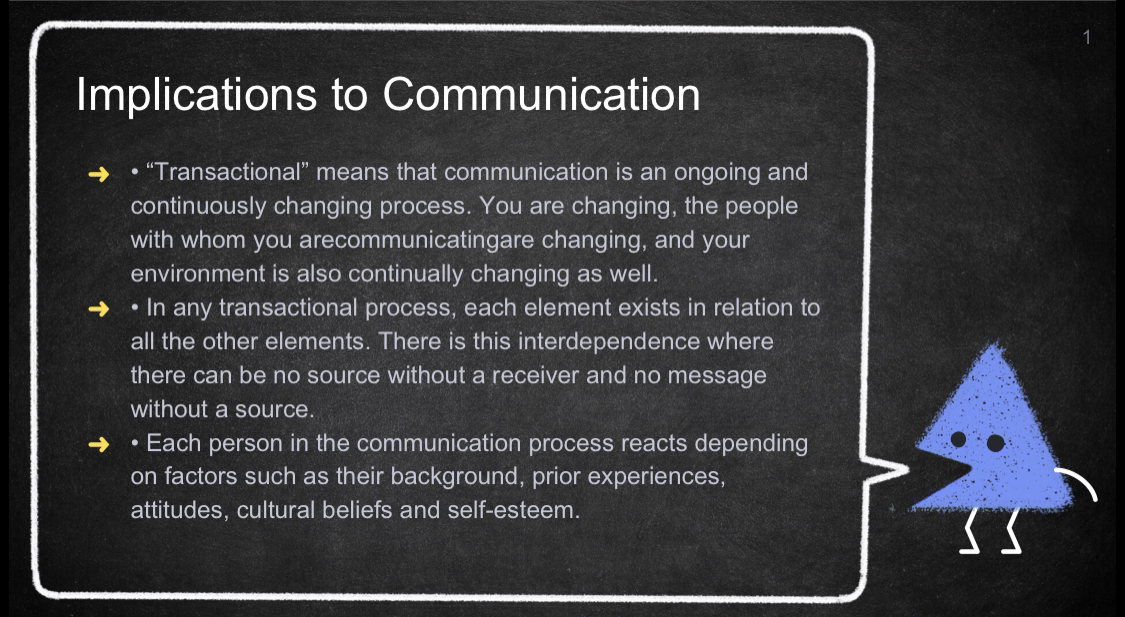 1
Implications to Communication
➜ • “Transactional” means that communication is an ongoing and
continuously changing process. You are changing, the people
with whom you arecommunicatingare changing, and your
environment is also continually changing as well.
➜ • In any transactional process, each element exists in relation to
all the other elements. There is this interdependence where
there can be no source without a receiver and no message
without a source.
➜ • Each person in the communication process reacts depending
on factors such as their background, prior experiences,
attitudes, cultural beliefs and self-esteem.